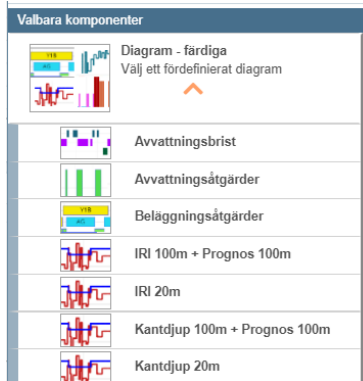 Valbara komponenter
Diagram - färdiga
Välj ett fördefinierat diagram
Avvattningsbrist
Avvattningsåtgärder
Beläggningsåtgärder
IRI 100m + Prognos 100m
IRI 20m
Kantdjup 100m + Prognos 100m
Kantdjup 20m